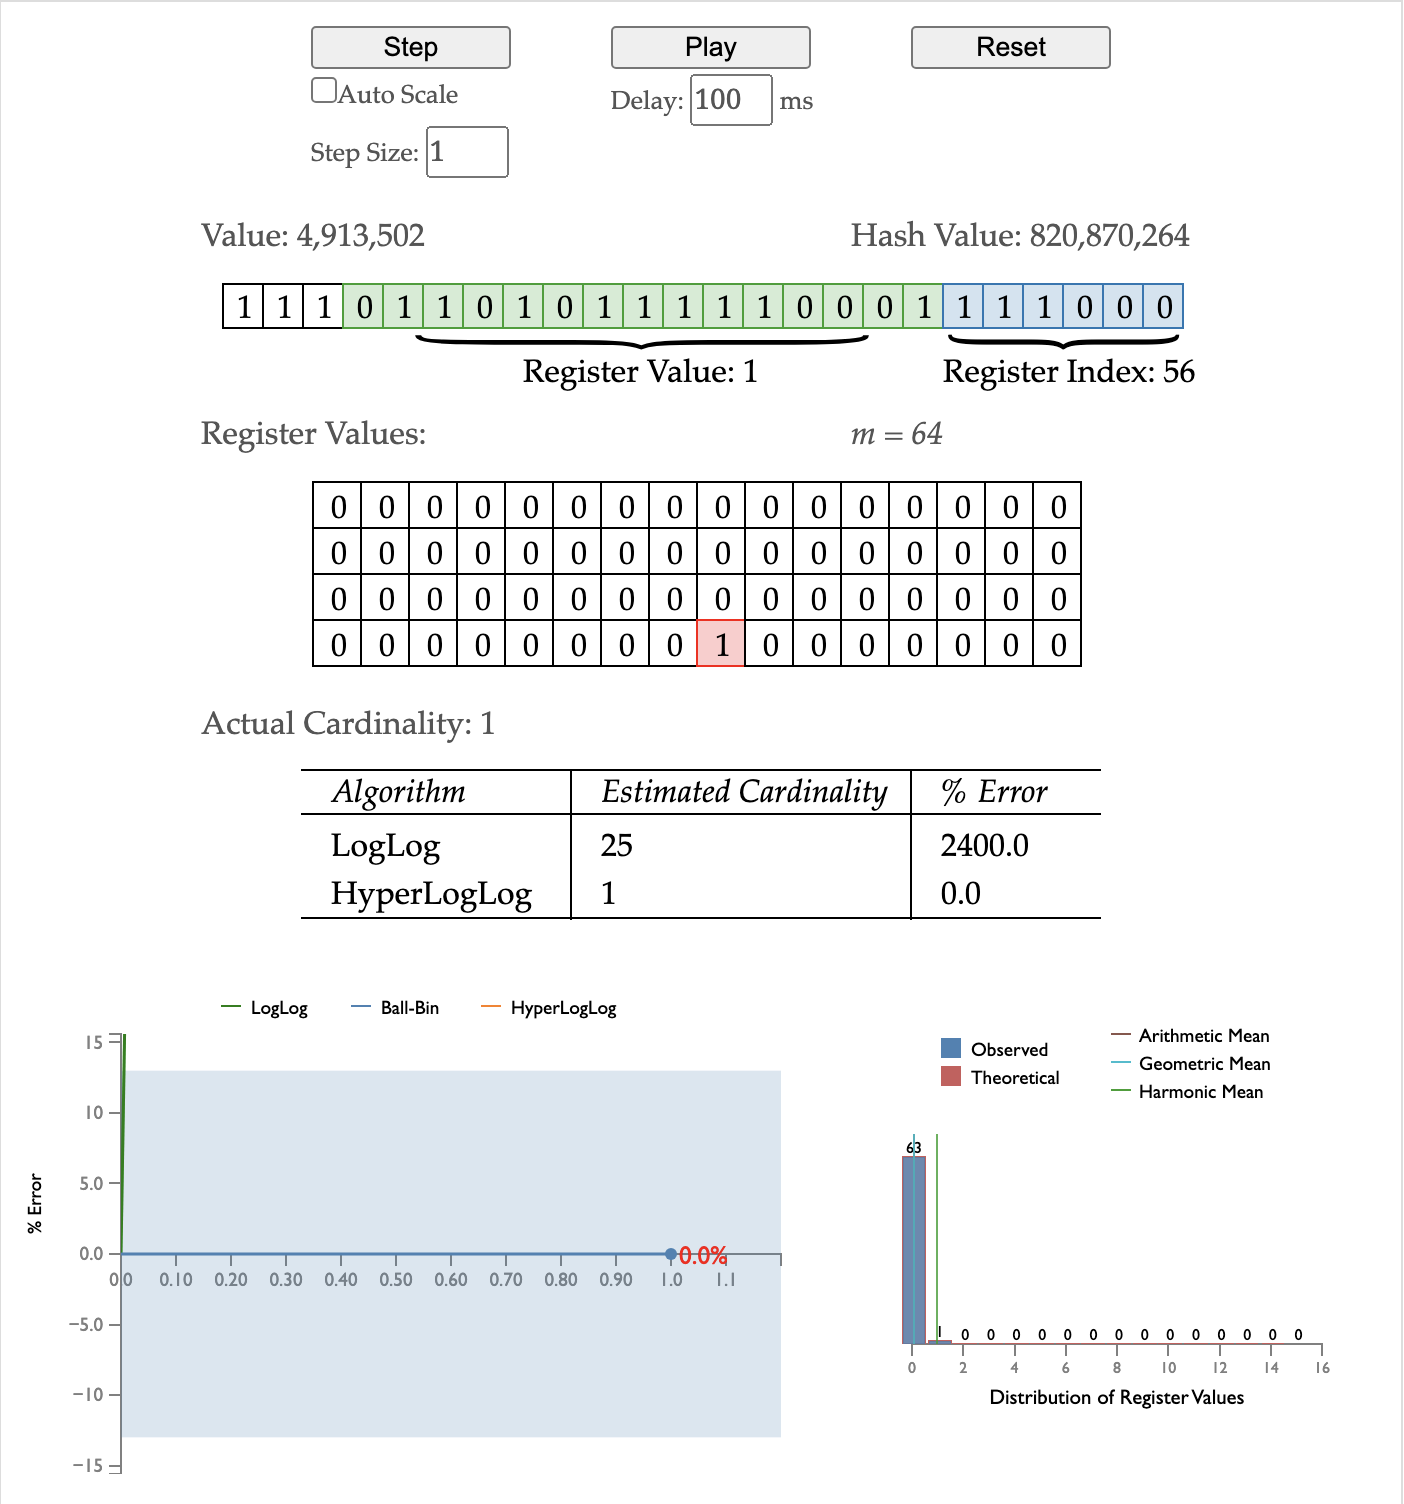 Step Play Reset
Auto Scale Delay: 100 ms
Step Size: 1
Value: 4,913,502 Hash Value: 820,870,264
1 1 1 0 1 1 0 1 0 1 1 1 1 1 0 0 0 1 1 1 1 0 0 0
Register Value: 1 Register Index: 56
Register Values: m = 64
0 0 0 0 0 0 0 0 0 0 0 0 0 0 0 0
0 0 0 0 0 0 0 0 0 0 0 0 0 0 0 0
0 0 0 0 0 0 0 0 0 0 0 0 0 0 0 0
0 0 0 0 0 0 0 0 1 0 0 0 0 0 0 0
Actual Cardinality: 1
Algorithm Estimated Cardinality % Error
LogLog 25 2400.0
HyperLogLog 1 0.0
LogLog Ball-Bin HyperLogLog
15
10
5.0
0.0
−5.0
−10
−15
% Error
0.0 0.10 0.20 0.30 0.40 0.50 0.60 0.70 0.80 0.90 1.0 1.1
0.0%
Observed
Theoretical
Arithmetic Mean
Geometric Mean
Harmonic Mean
63
1 0 0 0 0 0 0 0 0 0 0 0 0 0 0
0 2 4 6 8 10 12 14 16
Distribution of Register Values